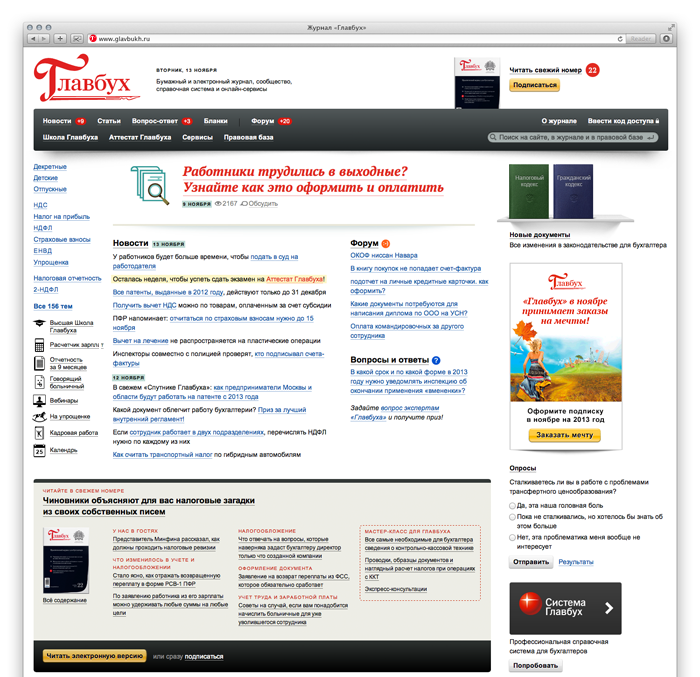 Журнал «Главбух»
www.glavbukh.ru
Reader
Главбух
ВТОРНИК, 13 НОЯБРЯ
Бумажный и электронный журнал, сообщество,
справочная система и онлайн-сервисы
Читать свежий номер 22
Подписаться
Новости +9 Статьи Вопрос-ответ +3 Бланки Форум +20 О журнале Ввести код доступа
Школа Главбуха Аттестат Главбуха Сервисы Правовая база Поиск на сайте, в журнале и в правовой базе
Декретные
Детские
Отпускные
НДС
Налог на прибыль
НДФЛ
Страховые взносы
ЕНВД
Упрощенка
Налоговая отчетность
2-НДФЛ
Все 156 тем
Высшая Школа
Главбуха
Расчетчик зарплат
Отчетность
за 9 месяцев
Говорящий
больничный
Вебинары
На упрощенке
Кадровая работа
25 Календарь
Работники трудились в выходные?
Узнайте как это оформить и оплатить
9 НОЯБРЯ 2167 Обсудить
Новости 13 НОЯБРЯ
У работников будет больше времени, чтобы подать в суд на
работодателя
Осталась неделя, чтобы успеть сдать экзамен на Аттестат Главбуха!
Все патенты, выданные в 2012 году, действуют только до 31 декабря
Получить вычет НДС можно по товарам, оплаченным за счет субсидии
ПФР напоминает: отчитаться по страховым взносам нужно до 15
ноября
Вычет на лечение не распространяется на пластические операции
Инспекторы совместно с полицией проверят, кто подписывал счета-
фактуры
12 НОЯБРЯ
В свежем «Спутнике Главбуха»: как предприниматели Москвы и
области будут работать на патенте с 2013 года
Какой документ облегчит работу бухгалтерии? Приз за лучший
внутренний регламент!
Если сотрудник работает в двух подразделениях, перечислять НДФЛ
нужно по каждому из них
Как считать транспортный налог по гибридным автомобилям
Форум
ОКОФ ниссан Навара
В книгу покупок не попадает счет-фактура
подотчет на личные кредитные карточки. как
оформить?
Какие документы потребуются для
написания диплома по ООО на УСН?
Оплата командировочных за другого
сотрудника
Вопросы и ответы ?
В какой срок и по какой форме в 2013
году нужно уведомлять инспекцию об
окончании применения «вмененки»?
Задайте вопрос экспертам
«Главбуха» и получите приз!
Налоговый
кодекс
Гражданский
кодекс
Новые документы
Все изменения в законодательстве для бухгалтера
Главбух
«Главбух» в ноябре
принимает заказы
на мечты!
Оформите подписку
в ноябре на 2013 год
Заказать мечту
Опросы
Сталкиваетесь ли вы в работе с проблемами
трансфертного ценообразования?
Да, эта наша головная боль
Пока не сталкивались, но хотелось бы знать об
этом больше
Нет, эта проблематика меня вообще не
интересует
Отправить Результаты
Система
Главбух
Профессиональная справочная
система для бухгалтеров
Попробовать
ЧИТАЙТЕ В СВЕЖЕМ НОМЕРЕ
Чиновники объясняют для вас налоговые загадки
из своих собственных писем
Главбух
22
Всё содержание
У НАС В ГОСТЯХ
Представитель Минфина рассказал, как
должны проходить налоговые ревизии
ЧТО ИЗМЕНИЛОСЬ В УЧЕТЕ И
НАЛОГООБЛОЖЕНИИ
Стало ясно, как отражать возвращенную
переплату в форме РСВ-1 ПФР
По заявлению работника из его зарплаты
можно удерживать любые суммы на любые
цели
НАЛОГООБЛОЖЕНИЕ
Что отвечать на вопросы, которые
наверняка задаст бухгалтеру директор
только что созданной компании
ОФОРМЛЕНИЕ ДОКУМЕНТА
Заявление на возврат переплаты из ФСС,
которое обязательно сработает
УЧЕТ ТРУДА И ЗАРАБОТНОЙ ПЛАТЫ
Советы на случай, если вам понадобится
начислить больничные для уже
уволившегося сотрудника
МАСТЕР-КЛАСС ДЛЯ ГЛАВБУХА
Все самые необходимые для бухгалтера
сведения о контрольно-кассовой технике
Проводки, образцы документов и
наглядный расчет налогов при операциях
с ККТ
Экспресс-консультации
Читать электронную версию или сразу подписаться